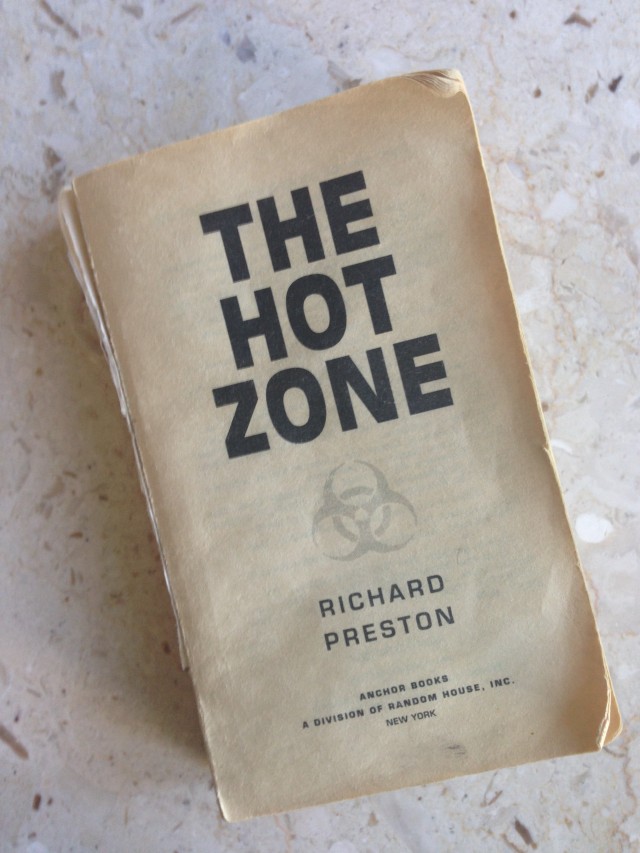 THE
HOT
ZONE
RICHARD
PRESTON
ANCHOR BOOKS
A DIVISION OF RANDOM HOUSE, INC.
NEW YORK